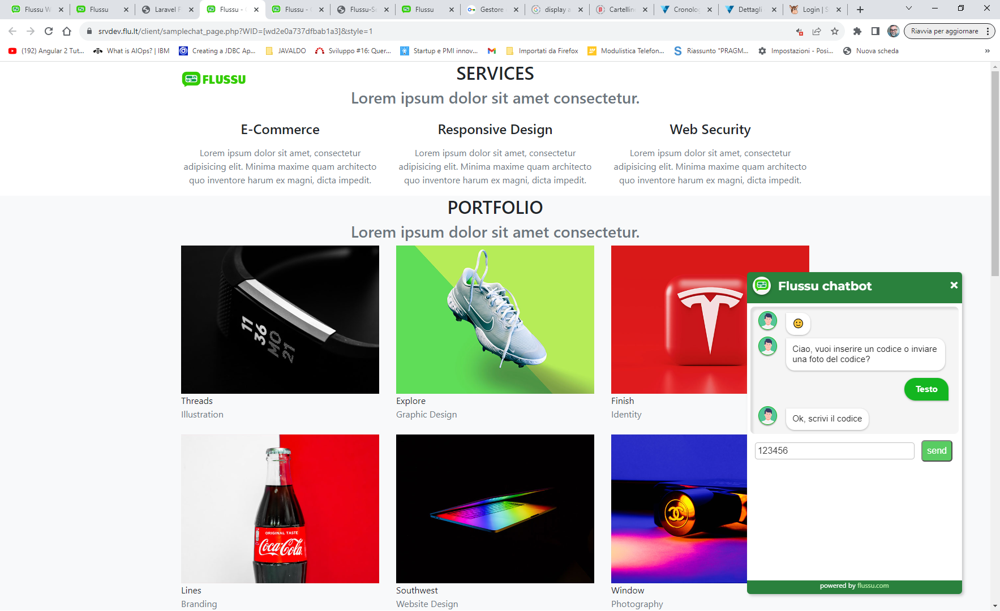 Flussu W
Flussu
Laravel F
Flussu -
Flussu -
Flussu-Se
Flussu
Gestore
display a
Cartellin
Cronolog
Dettagli
Login | S
srvdev.flu.lt/client/samplechat_page.php?WID=[wd2e0a737dfbab1a3]&style=1
Riavvia per aggiornare
(192) Angular 2 Tut...
What is AIOps? | IBM
Creating a JDBC Ap...
JAVALDO
Sviluppo #16: Quer...
Startup e PMI innov...
Importati da Firefox
Modulistica Telefon...
Riassunto "PRAGM...
Impostazioni - Posi...
Nuova scheda
FLUSSU
SERVICES
Lorem ipsum dolor sit amet consectetur.
E-Commerce
Lorem ipsum dolor sit amet, consectetur
adipisicing elit. Minima maxime quam architecto
quo inventore harum ex magni, dicta impedit.
Responsive Design
Lorem ipsum dolor sit amet, consectetur
adipisicing elit. Minima maxime quam architecto
quo inventore harum ex magni, dicta impedit.
Web Security
Lorem ipsum dolor sit amet, consectetur
adipisicing elit. Minima maxime quam architecto
quo inventore harum ex magni, dicta impedit.
PORTFOLIO
Lorem ipsum dolor sit amet consectetur.
11
36
MO
21
Threads
Illustration
Explore
Graphic Design
Finish
Identity
ORIGINAL TASTE
Coca-Cola
Lines
Branding
Southwest
Website Design
Window
Photography
Flussu chatbot
Ciao, vuoi inserire un codice o inviare
una foto del codice?
Testo
Ok, scrivi il codice
123456
send
powered by flussu.com